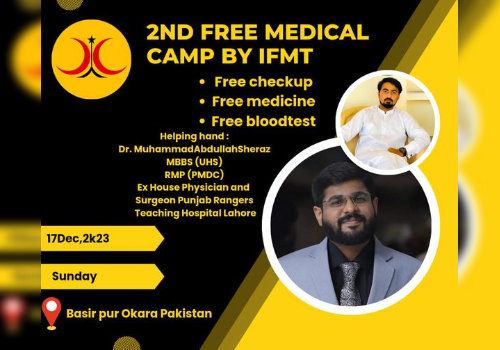 2ND FREE MEDICAL
CAMP BY IFMT
• Free checkup
• Free medicine
• Free bloodtest
Helping hand :
Dr. MuhammadAbdullahSheraz
MBBS (UHS)
RMP (PMDC)
Ex House Physician and
Surgeon Punjab Rangers
Teaching Hospital Lahore
17Dec,2k23
Sunday
Basir pur Okara Pakistan